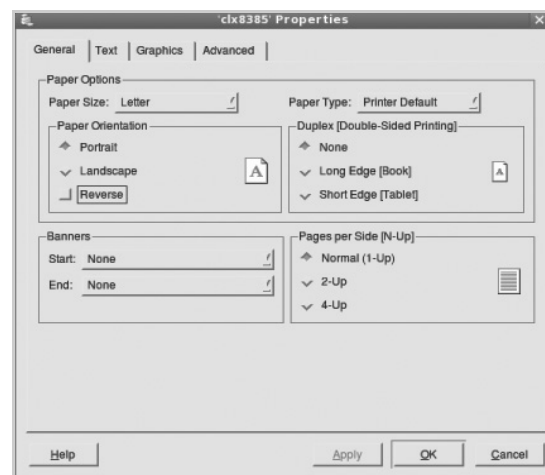 'clx8385' Properties
General Text Graphics Advanced
Paper Options
Paper Size: Letter
Paper Type: Printer Default
Paper Orientation
Portrait
Landscape
Reverse
A
Duplex [Double-Sided Printing]
None
Long Edge [Book]
Short Edge [Tablet]
A
Banners
Start: None
End: None
Pages per Side [N-Up]
Normal (1-Up)
2-Up
4-Up
Help Apply OK Cancel